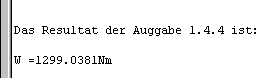 Das Resultat der Auggabe 1.4.4 ist:
W =1299.0381Nm